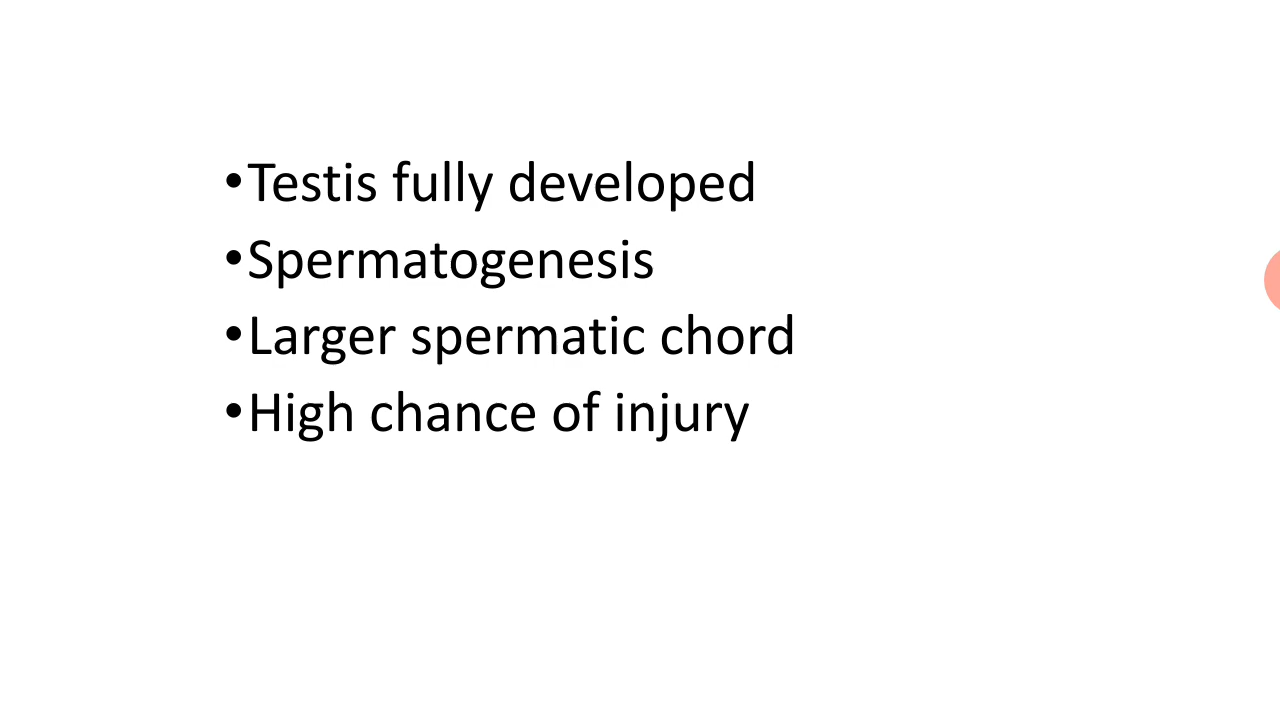 •Testis fully developed
•Spermatogenesis
•Larger spermatic chord
•High chance of injury